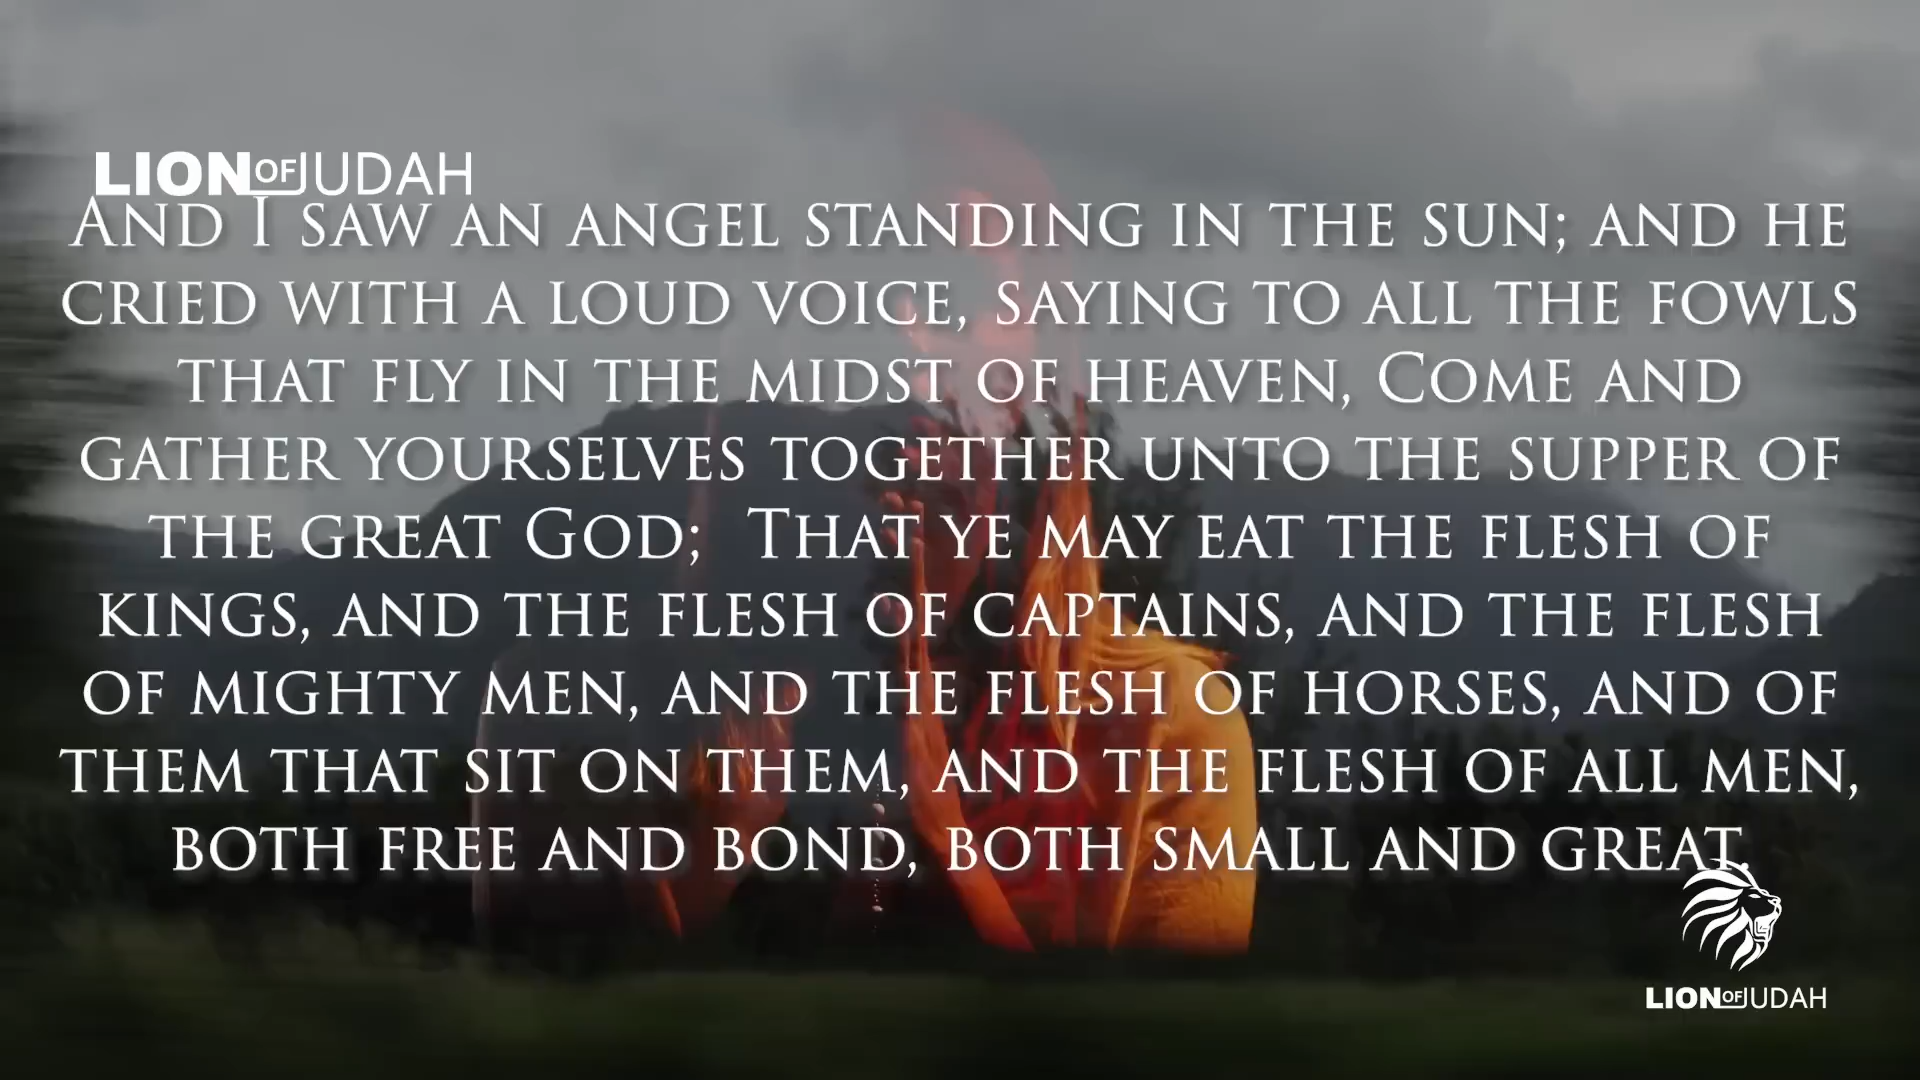 LION OF JUDAH
And I saw an angel standing in the sun; and he
cried with a loud voice, saying to all the fowls
that fly in the midst of heaven, Come and
gather yourselves together unto the supper of
the great God;  That ye may eat the flesh of
kings, and the flesh of captains, and the flesh
of mighty men, and the flesh of horses, and of
them that sit on them, and the flesh of all men,
both free and bond, both small and great.
LION OF JUDAH